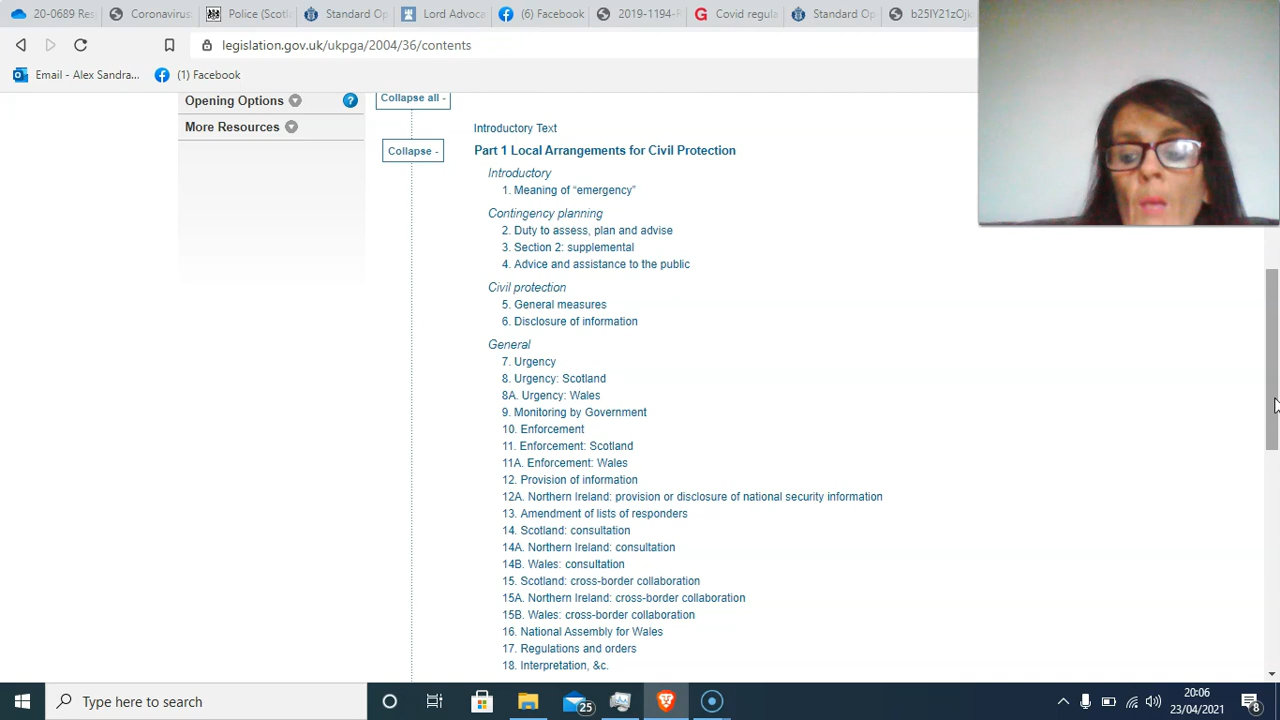 20-0689 Res
Coronavirus
Police (Scotl
Standard Op
Lord Advoca
(1) Facebook
2019-1194-F
Covid regula
Standard Op
b25IY21zOjk
legislation.gov.uk/ukpga/2004/36/contents
Email - Alex Sandra...
(1) Facebook
Opening Options
?
Collapse all -
More Resources
Introductory Text
Collapse -
Part 1 Local Arrangements for Civil Protection
Introductory
1. Meaning of “emergency”
Contingency planning
2. Duty to assess, plan and advise
3. Section 2: supplemental
4. Advice and assistance to the public
Civil protection
5. General measures
6. Disclosure of information
General
7. Urgency
8. Urgency: Scotland
8A. Urgency: Wales
9. Monitoring by Government
10. Enforcement
11. Enforcement: Scotland
11A. Enforcement: Wales
12. Provision of information
12A. Northern Ireland: provision or disclosure of national security information
13. Amendment of lists of responders
14. Scotland: consultation
14A. Northern Ireland: consultation
14B. Wales: consultation
15. Scotland: cross-border collaboration
15A. Northern Ireland: cross-border collaboration
15B. Wales: cross-border collaboration
16. National Assembly for Wales
17. Regulations and orders
18. Interpretation, &c.
Type here to search
25
20:06
23/04/2021
8